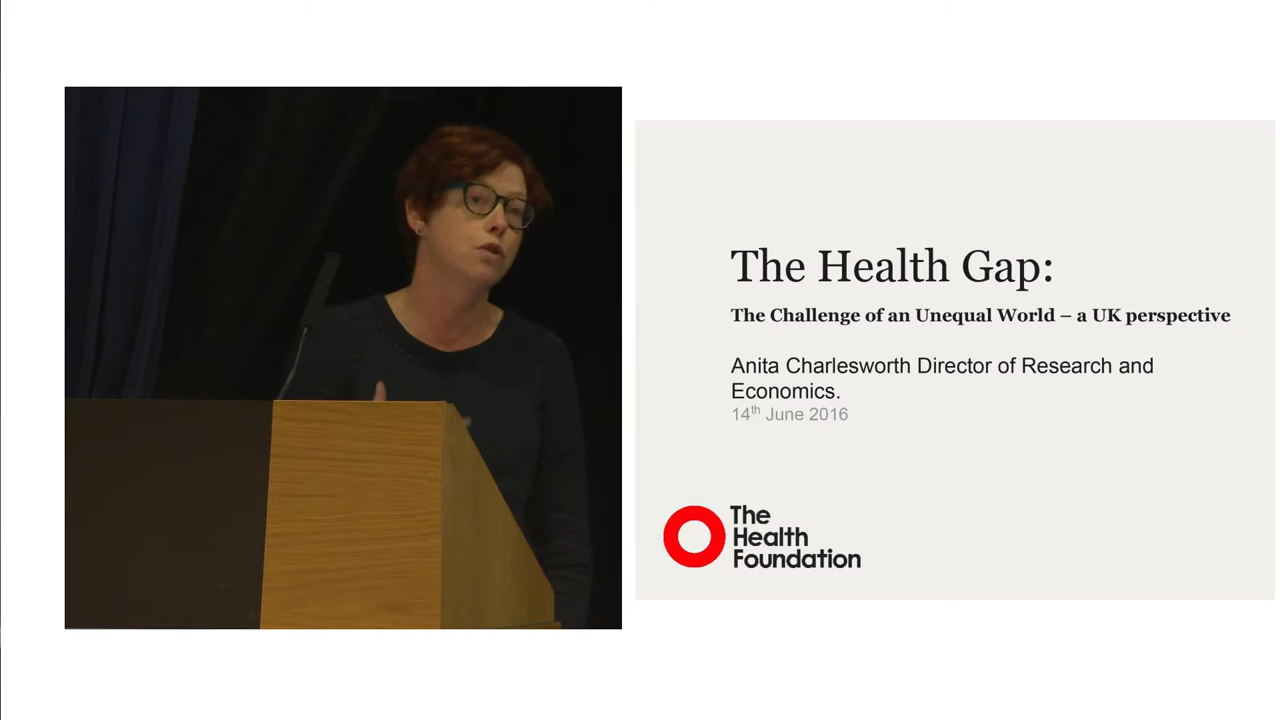 The Health Gap:
The Challenge of an Unequal World – a UK perspective
Anita Charlesworth Director of Research and
Economics.
14th June 2016
The
Health
Foundation